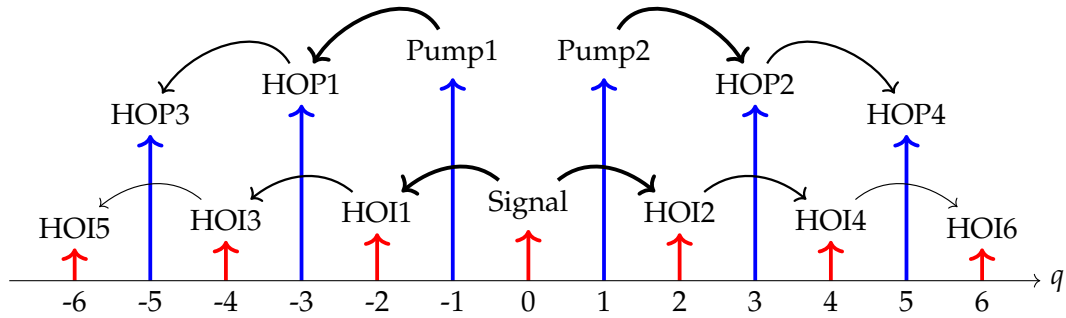 Pump1 Pump2
HOP1 HOP2
HOP3 HOP4
Signal
HOI1 HOI2
HOI3 HOI4
HOI5 HOI6
q
-6 -5 -4 -3 -2 -1 0 1 2 3 4 5 6